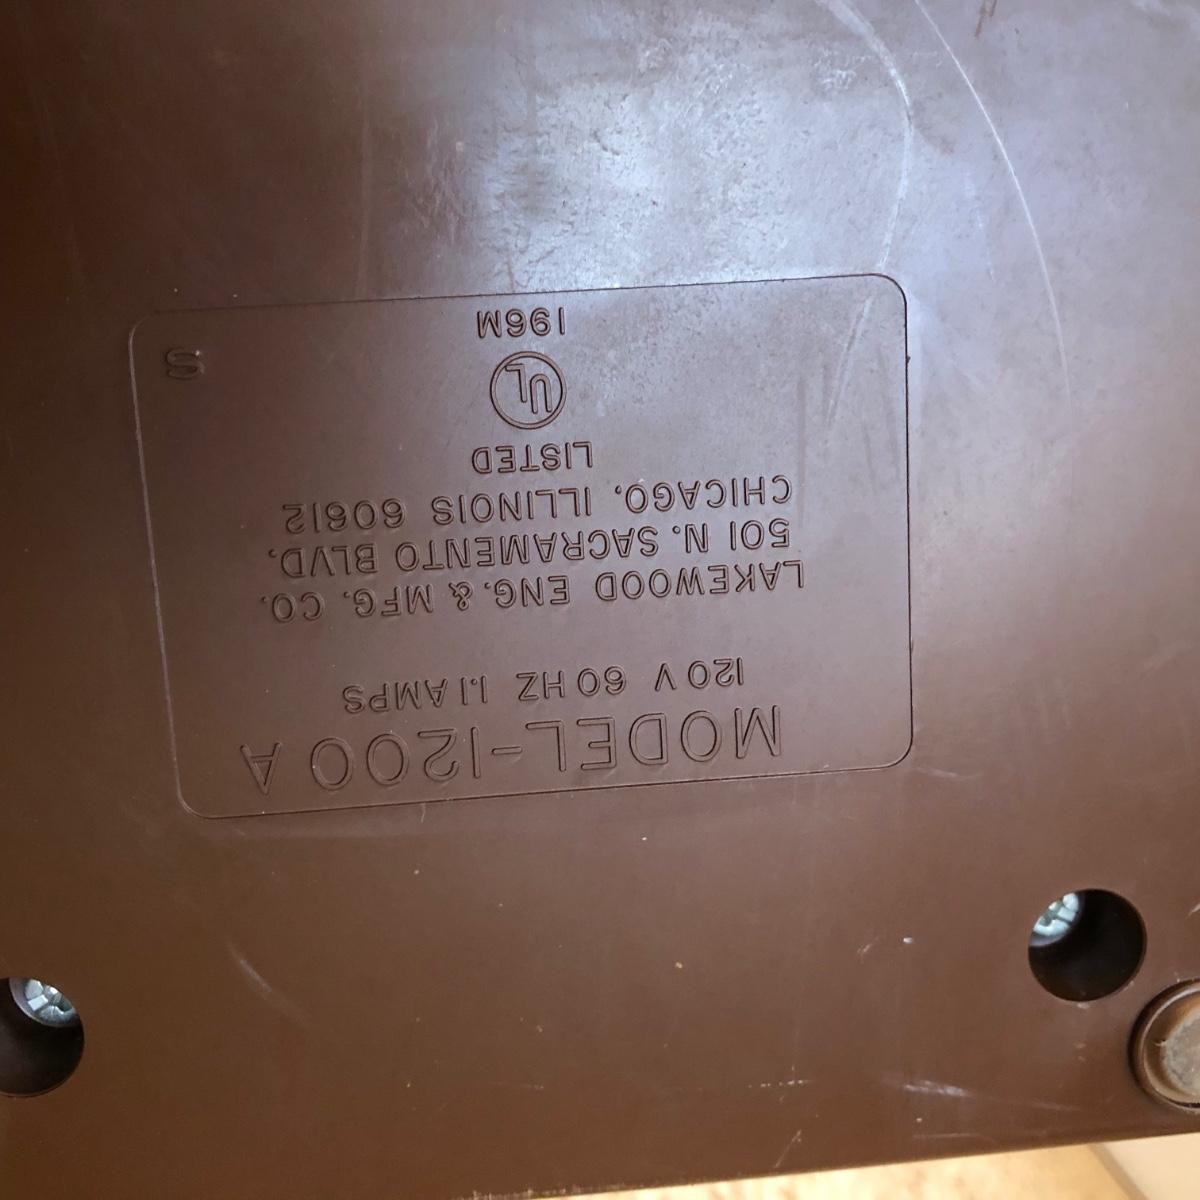 MODEL-1200 A
120 V 60 HZ 1.1 AMPS
LAKEWOOD ENG. & MFG. CO.
501 N. SACRAMENTO BLVD.
CHICAGO, ILLINOIS 60612
LISTED
UL
196M
S